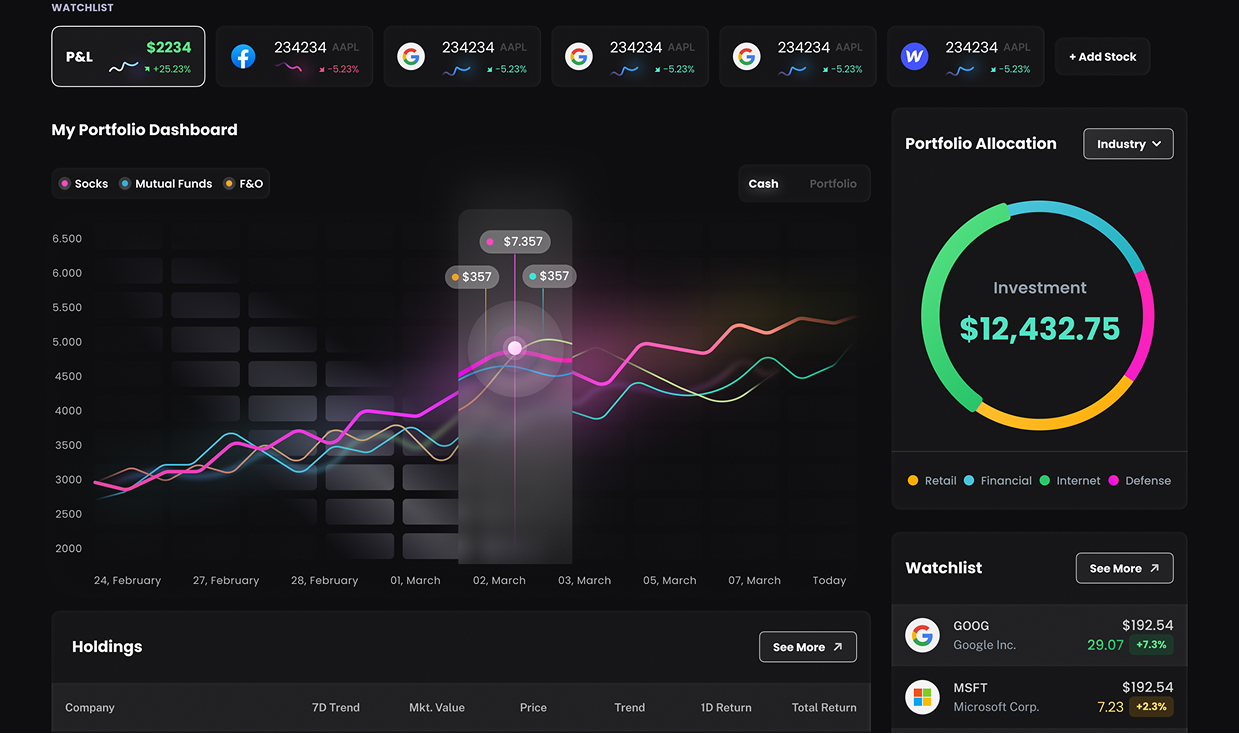 WATCHLIST
P&L $2234 +25.23%
234234 AAPL -5.23%
234234 AAPL -5.23%
234234 AAPL -5.23%
234234 AAPL -5.23%
W 234234 AAPL -5.23%
+ Add Stock
My Portfolio Dashboard
Socks Mutual Funds F&O
Cash Portfolio
6.500
6.000
5.500
5.000
4500
4000
3500
3000
2500
2000
$7.357
$357 $357
24, February 27, February 28, February 01, March 02, March 03, March 05, March 07, March Today
Portfolio Allocation Industry
Investment
$12,432.75
Retail Financial Internet Defense
Holdings See More
Company 7D Trend Mkt. Value Price Trend 1D Return Total Return
Watchlist See More
GOOG $192.54
Google Inc. 29.07 +7.3%
MSFT $192.54
Microsoft Corp. 7.23 +2.3%